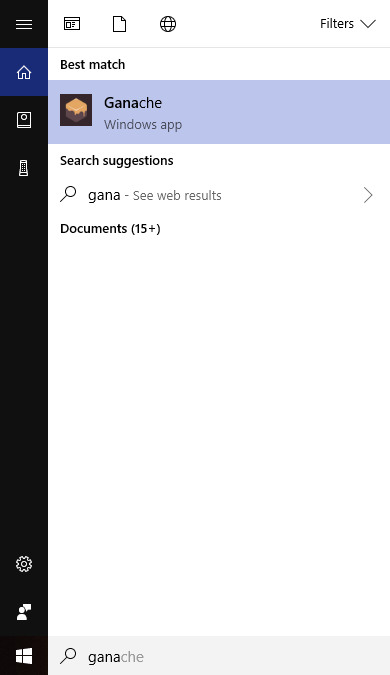 Filters
Best match
Ganache
Windows app
Search suggestions
gana - See web results
Documents (15+)
ganache